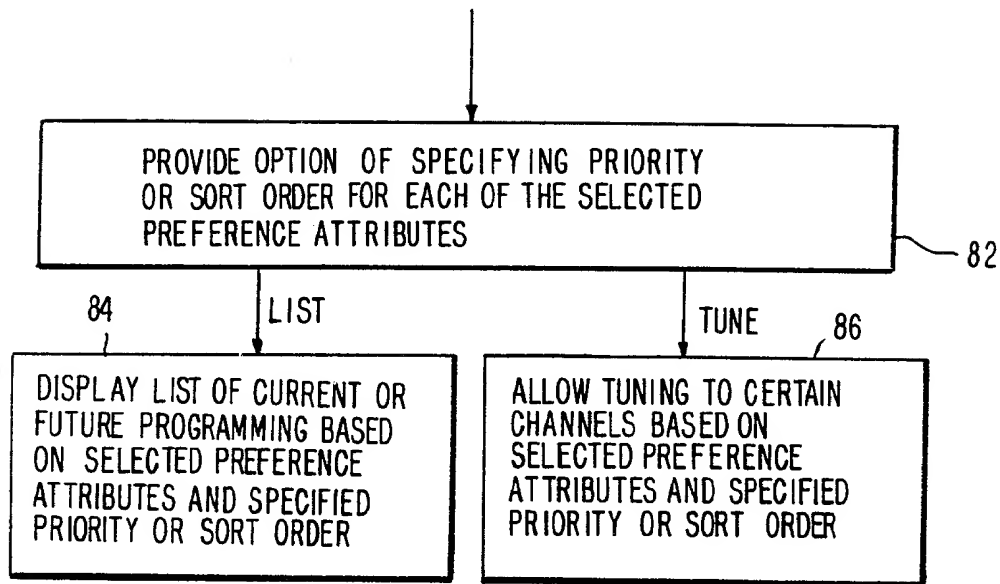 PROVIDE OPTION OF SPECIFYING PRIORITY
OR SORT ORDER FOR EACH OF THE SELECTED
PREFERENCE ATTRIBUTES
82
84
LIST
TUNE
86
DISPLAY LIST OF CURRENT OR
FUTURE PROGRAMMING BASED
ON SELECTED PREFERENCE
ATTRIBUTES AND SPECIFIED
PRIORITY OR SORT ORDER
ALLOW TUNING TO CERTAIN
CHANNELS BASED ON
SELECTED PREFERENCE
ATTRIBUTES AND SPECIFIED
PRIORITY OR SORT ORDER